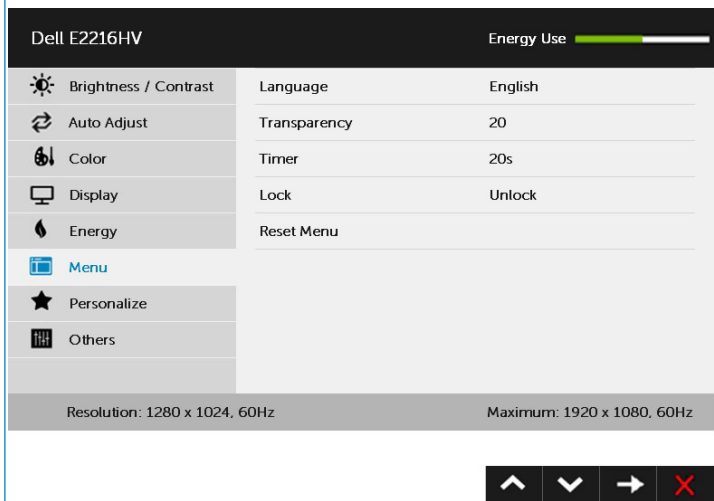 Dell E2216HV Energy Use
Brightness / Contrast Language English
Auto Adjust Transparency 20
Color Timer 20s
Display Lock Unlock
Energy Reset Menu
Menu
Personalize
Others
Resolution: 1280 x 1024, 60Hz Maximum: 1920 x 1080, 60Hz